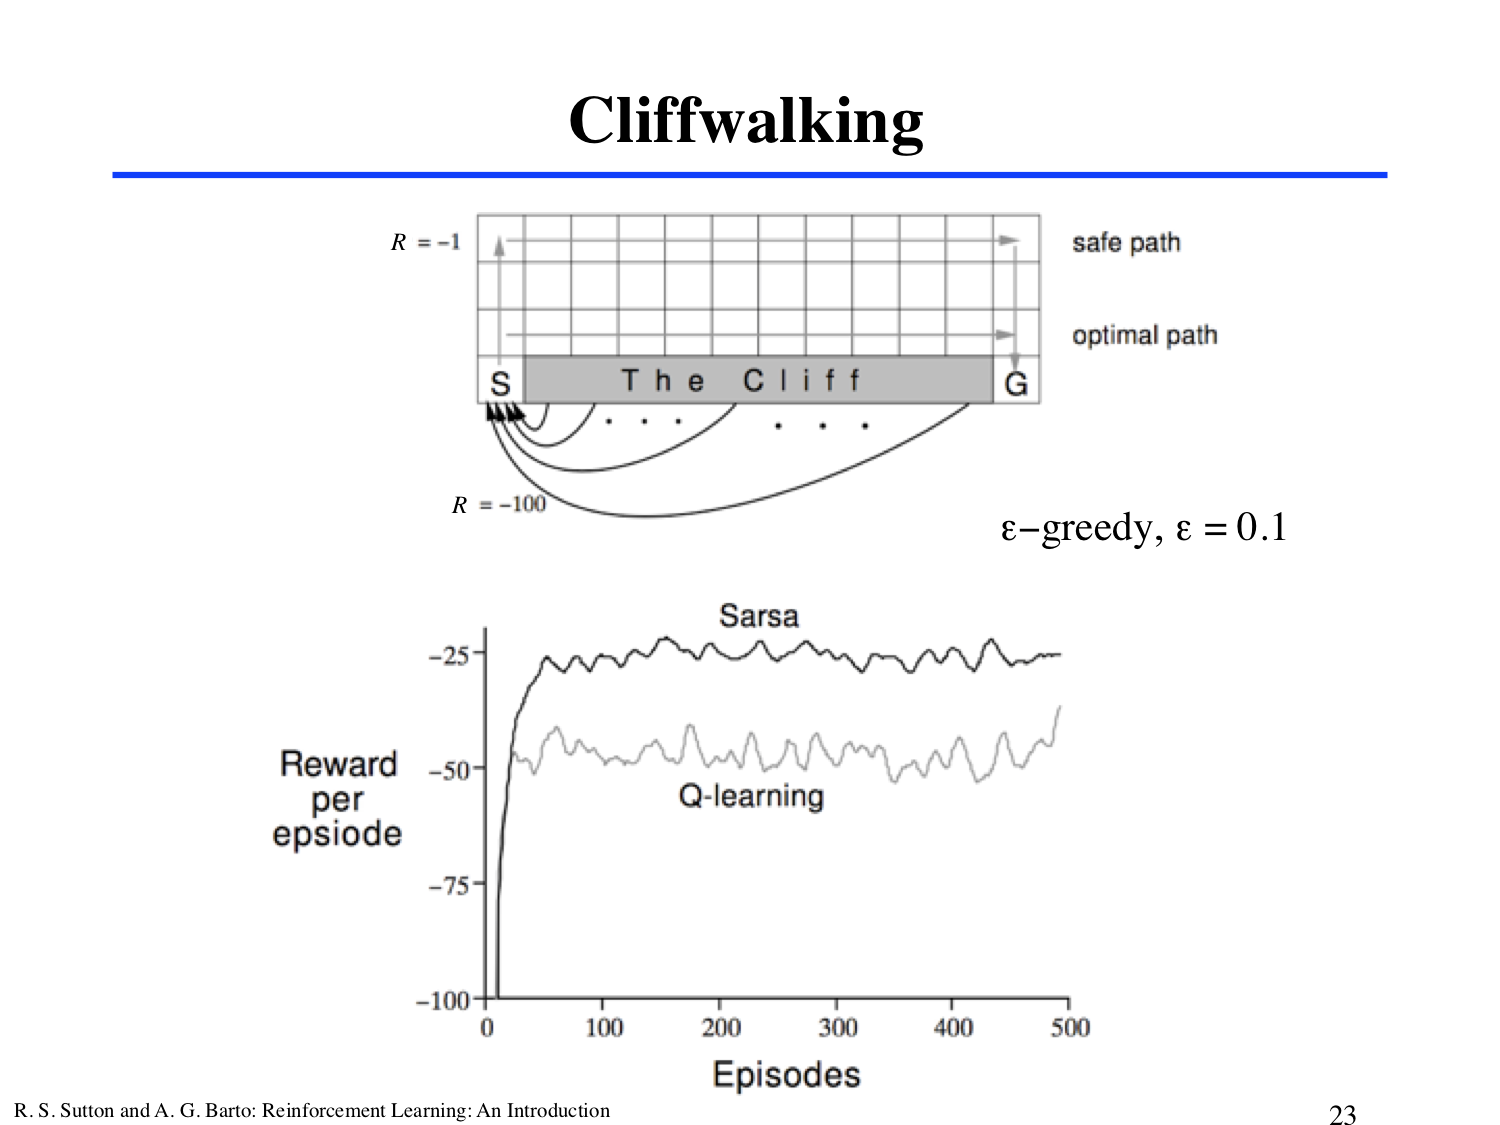 Cliffwalking
R = −1
safe path
optimal path
S
T h e C l i f f
G
. . .
. . .
R = −100
ε−greedy, ε = 0.1
Sarsa
−25
Reward
per
epsiode
−50
Q-learning
−75
−100
0 100 200 300 400 500
Episodes
R. S. Sutton and A. G. Barto: Reinforcement Learning: An Introduction
23